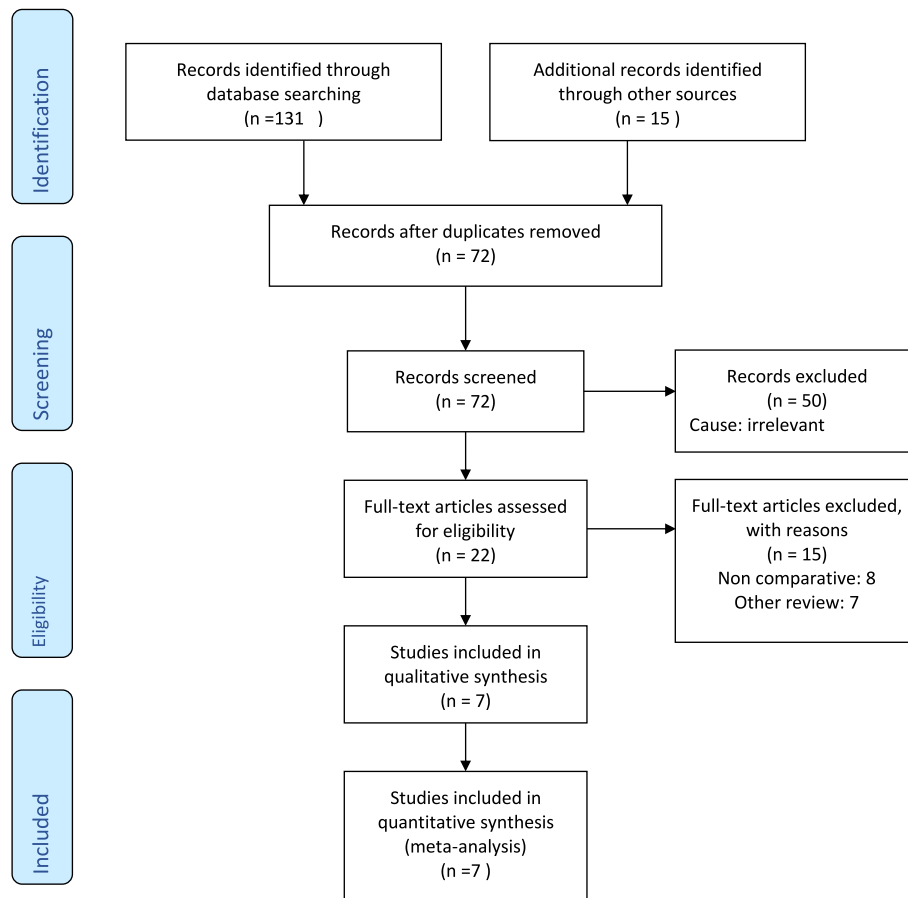 Identification
Records identified through
database searching
(n =131 )
Additional records identified
through other sources
(n = 15 )
Records after duplicates removed
(n = 72)
Screening
Records screened
(n = 72)
Records excluded
(n = 50)
Cause: irrelevant
Eligibility
Full-text articles assessed
for eligibility
(n = 22)
Full-text articles excluded,
with reasons
(n = 15)
Non comparative: 8
Other review: 7
Studies included in
qualitative synthesis
(n = 7)
Included
Studies included in
quantitative synthesis
(meta-analysis)
(n =7 )